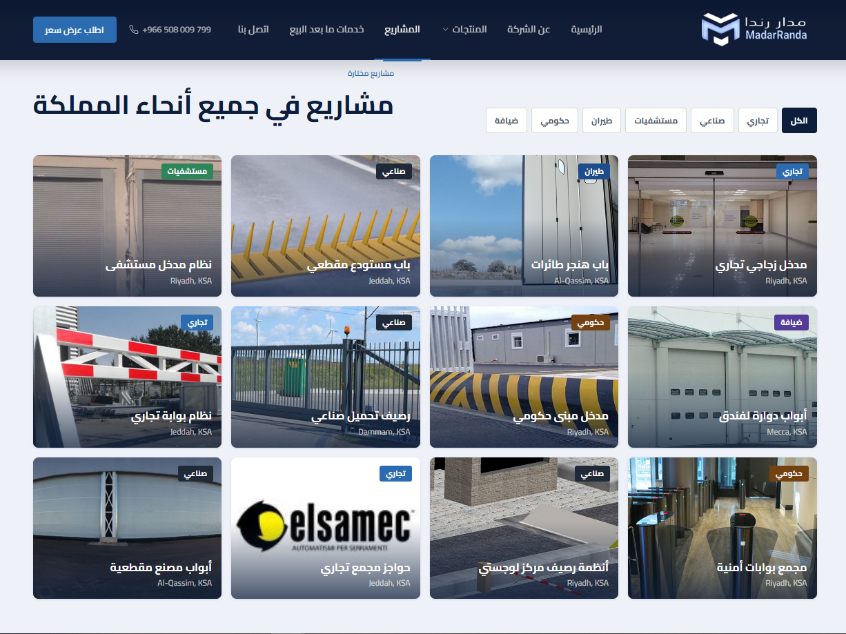 مدار رندا
MadarRanda
الرئيسية
عن الشركة
المنتجات
المشاريع
خدمات ما بعد البيع
اتصل بنا
+966 508 009 799
اطلب عرض سعر
مشاريع مختارة
مشاريع في جميع أنحاء المملكة
الكل
تجاري
صناعي
مستشفيات
طيران
حكومي
ضيافة
تجاري
مدخل زجاجي تجاري
Riyadh, KSA
طيران
باب هنجر طائرات
Al-Qassim, KSA
صناعي
باب مستودع مقطعي
Jeddah, KSA
مستشفيات
نظام مدخل مستشفى
Riyadh, KSA
ضيافة
أبواب دوارة لفندق
Mecca, KSA
حكومي
مدخل مبنى حكومي
Riyadh, KSA
صناعي
رصيف تحميل صناعي
Dammam, KSA
تجاري
نظام بوابة تجاري
Jeddah, KSA
حكومي
مجمع بوابات أمنية
Riyadh, KSA
صناعي
أنظمة رصيف مركز لوجستي
Riyadh, KSA
تجاري
elsamec
AUTOMATISMI PER SERRAMENTI
حواجز مجمع تجاري
Jeddah, KSA
صناعي
أبواب مصنع مقطعية
Al-Qassim, KSA